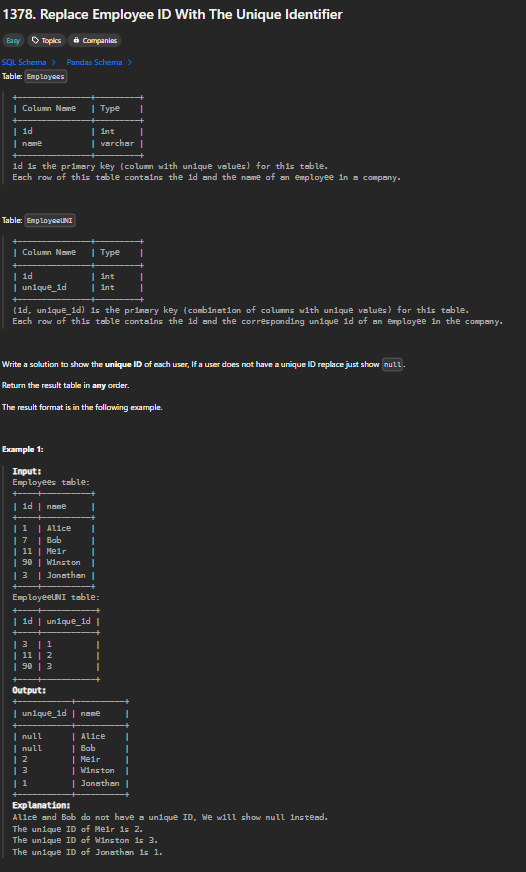 1378. Replace Employee ID With The Unique Identifier
Easy Topics Companies
SQL Schema > Pandas Schema >
Table: Employees
+---------------+---------+
| Column Name   | Type    |
+---------------+---------+
| id            | int     |
| name          | varchar |
+---------------+---------+
id is the primary key (column with unique values) for this table.
Each row of this table contains the id and the name of an employee in a company.
Table: EmployeeUNI
+---------------+---------+
| Column Name   | Type    |
+---------------+---------+
| id            | int     |
| unique_id     | int     |
+---------------+---------+
(id, unique_id) is the primary key (combination of columns with unique values) for this table.
Each row of this table contains the id and the corresponding unique id of an employee in the company.
Write a solution to show the unique ID of each user, If a user does not have a unique ID replace just show null.
Return the result table in any order.
The result format is in the following example.
Example 1:
Input:
Employees table:
+----+----------+
| id | name     |
+----+----------+
| 1  | Alice    |
| 7  | Bob      |
| 11 | Meir     |
| 90 | Winston  |
| 3  | Jonathan |
+----+----------+
EmployeeUNI table:
+----+-----------+
| id | unique_id |
+----+-----------+
| 3  | 1         |
| 11 | 2         |
| 90 | 3         |
+----+-----------+
Output:
+-----------+----------+
| unique_id | name     |
+-----------+----------+
| null      | Alice    |
| null      | Bob      |
| 2         | Meir     |
| 3         | Winston  |
| 1         | Jonathan |
+-----------+----------+
Explanation:
Alice and Bob do not have a unique ID, We will show null instead.
The unique ID of Meir is 2.
The unique ID of Winston is 3.
The unique ID of Jonathan is 1.